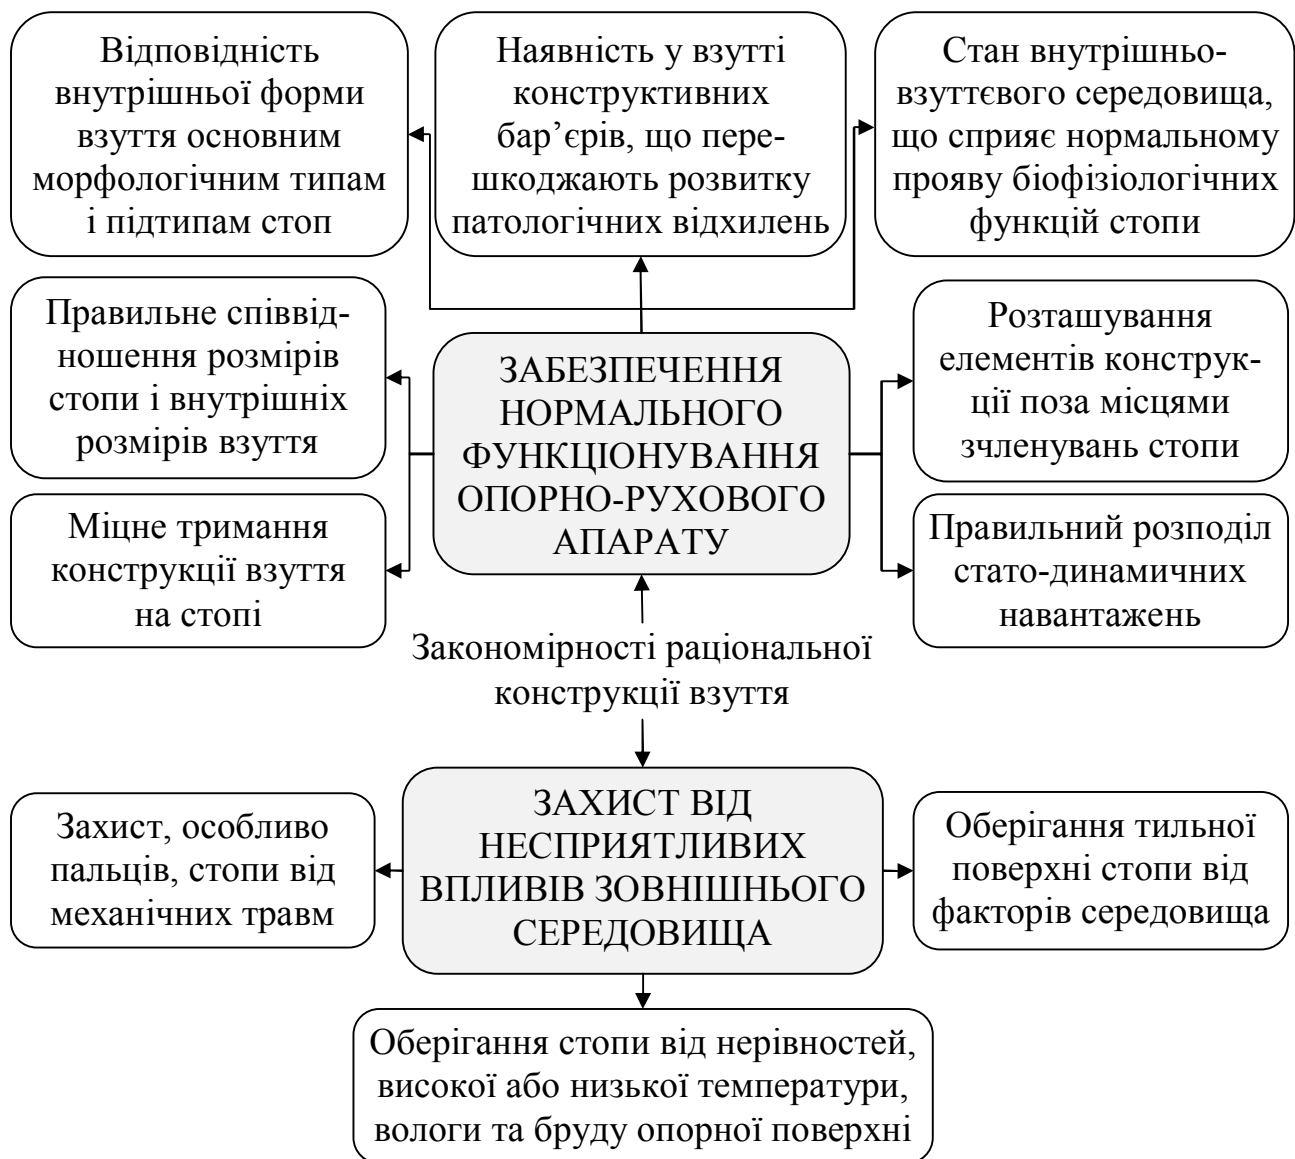 Відповідність
внутрішньої форми
взуття основним
морфологічним типам
і підтипам стоп
Наявність у взутті
конструктивних
бар’єрів, що пере-
шкоджають розвитку
патологічних відхилень
Стан внутрішньо-
взуттєвого середовища,
що сприяє нормальному
прояву біофізіологічних
функцій стопи
Правильне співвід-
ношення розмірів
стопи і внутрішніх
розмірів взуття
ЗАБЕЗПЕЧЕННЯ
НОРМАЛЬНОГО
ФУНКЦІОНУВАННЯ
ОПОРНО-РУХОВОГО
АПАРАТУ
Розташування
елементів конструк-
ції поза місцями
зчленувань стопи
Міцне тримання
конструкції взуття
на стопі
Правильний розподіл
стато-динамичних
навантажень
Закономірності раціональної
конструкції взуття
Захист, особливо
пальців, стопи від
механічних травм
ЗАХИСТ ВІД
НЕСПРИЯТЛИВИХ
ВПЛИВІВ ЗОВНІШНЬОГО
СЕРЕДОВИЩА
Оберігання тильної
поверхні стопи від
факторів середовища
Оберігання стопи від нерівностей,
високої або низької температури,
вологи та бруду опорної поверхні